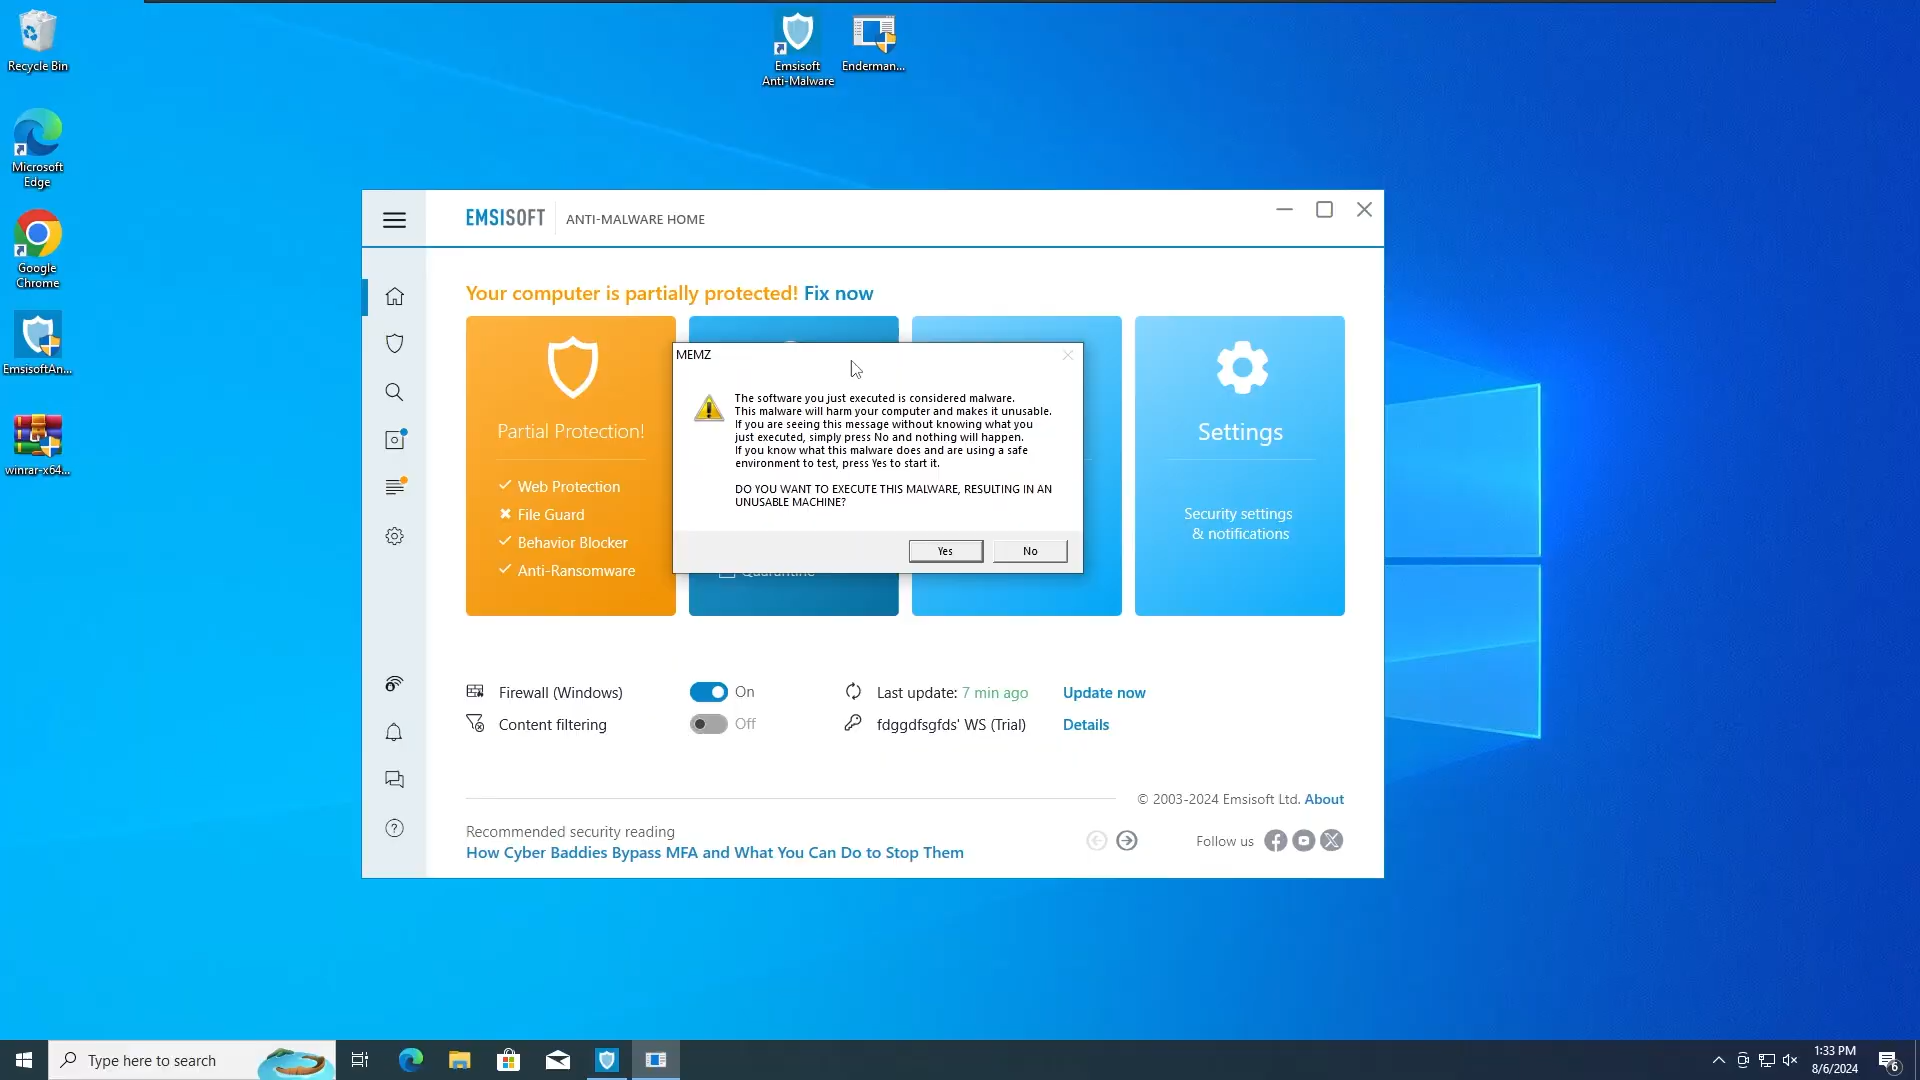 Recycle Bin
Microsoft
Edge
Google
Chrome
EmsisoftAn...
winrar-x64...
Emsisoft
Anti-Malware
Enderman...
EMSISOFT
ANTI-MALWARE HOME
Your computer is partially protected! Fix now
Partial Protection!
Web Protection
File Guard
Behavior Blocker
Anti-Ransomware
MEMZ
The software you just executed is considered malware.
This malware will harm your computer and makes it unusable.
If you are seeing this message without knowing what you
just executed, simply press No and nothing will happen.
If you know what this malware does and are using a safe
environment to test, press Yes to start it.
DO YOU WANT TO EXECUTE THIS MALWARE, RESULTING IN AN
UNUSABLE MACHINE?
Yes
No
Quarantine
Settings
Security settings
& notifications
Firewall (Windows)
On
Last update: 7 min ago
Update now
Content filtering
Off
fdggdfsgfds' WS (Trial)
Details
© 2003-2024 Emsisoft Ltd. About
Recommended security reading
How Cyber Baddies Bypass MFA and What You Can Do to Stop Them
Follow us
Type here to search
1:33 PM
8/6/2024
6